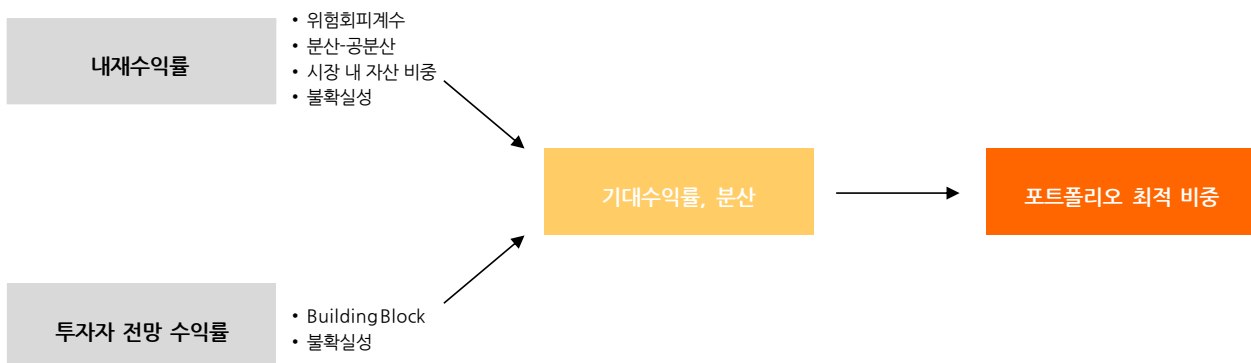 내재수익률
• 위험회피계수
• 분산-공분산
• 시장 내 자산 비중
• 불확실성
기대수익률, 분산
포트폴리오 최적 비중
투자자 전망 수익률
• Building Block
• 불확실성